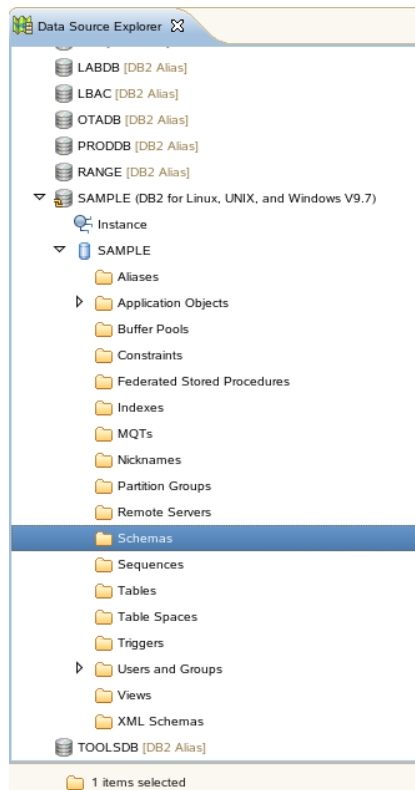 Data Source Explorer
LABDB [DB2 Alias]
LBAC [DB2 Alias]
OTADB [DB2 Alias]
PRODDB [DB2 Alias]
RANGE [DB2 Alias]
SAMPLE (DB2 for Linux, UNIX, and Windows V9.7)
Instance
SAMPLE
Aliases
Application Objects
Buffer Pools
Constraints
Federated Stored Procedures
Indexes
MQTs
Nicknames
Partition Groups
Remote Servers
Schemas
Sequences
Tables
Table Spaces
Triggers
Users and Groups
Views
XML Schemas
TOOLSDB [DB2 Alias]
1 items selected